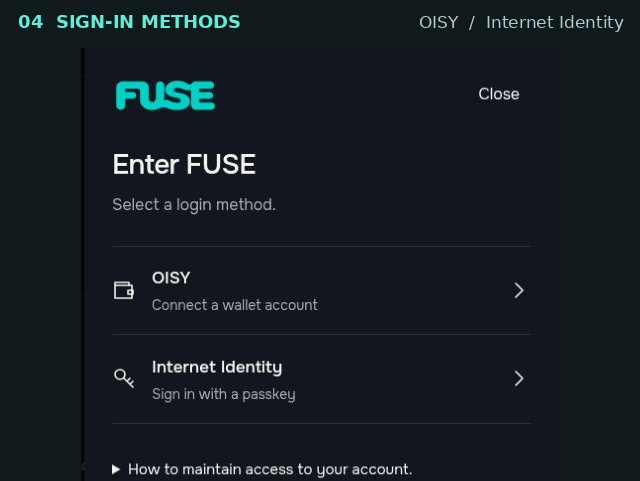 04 SIGN-IN METHODS
OISY / Internet Identity
FUSE
Close
Enter FUSE
Select a login method.
OISY
Connect a wallet account
Internet Identity
Sign in with a passkey
How to maintain access to your account.